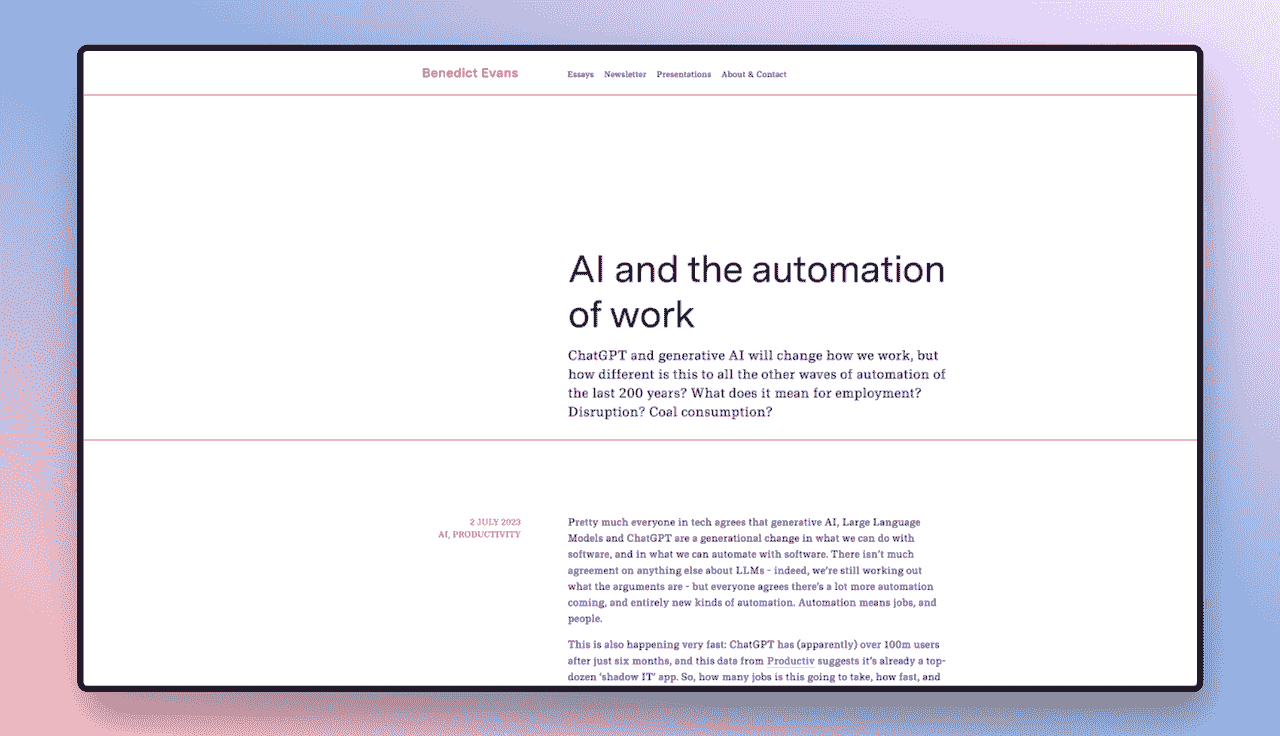 Benedict Evans
Essays Newsletter Presentations About & Contact
AI and the automation
of work
ChatGPT and generative AI will change how we work, but
how different is this to all the other waves of automation of
the last 200 years? What does it mean for employment?
Disruption? Coal consumption?
2 JULY 2023
AI, PRODUCTIVITY
Pretty much everyone in tech agrees that generative AI, Large Language
Models and ChatGPT are a generational change in what we can do with
software, and in what we can automate with software. There isn’t much
agreement on anything else about LLMs - indeed, we’re still working out
what the arguments are - but everyone agrees there’s a lot more automation
coming, and entirely new kinds of automation. Automation means jobs, and
people.
This is also happening very fast: ChatGPT has (apparently) over 100m users
after just six months, and this data from Productiv suggests it’s already a top-
dozen ‘shadow IT’ app. So, how many jobs is this going to take, how fast, and